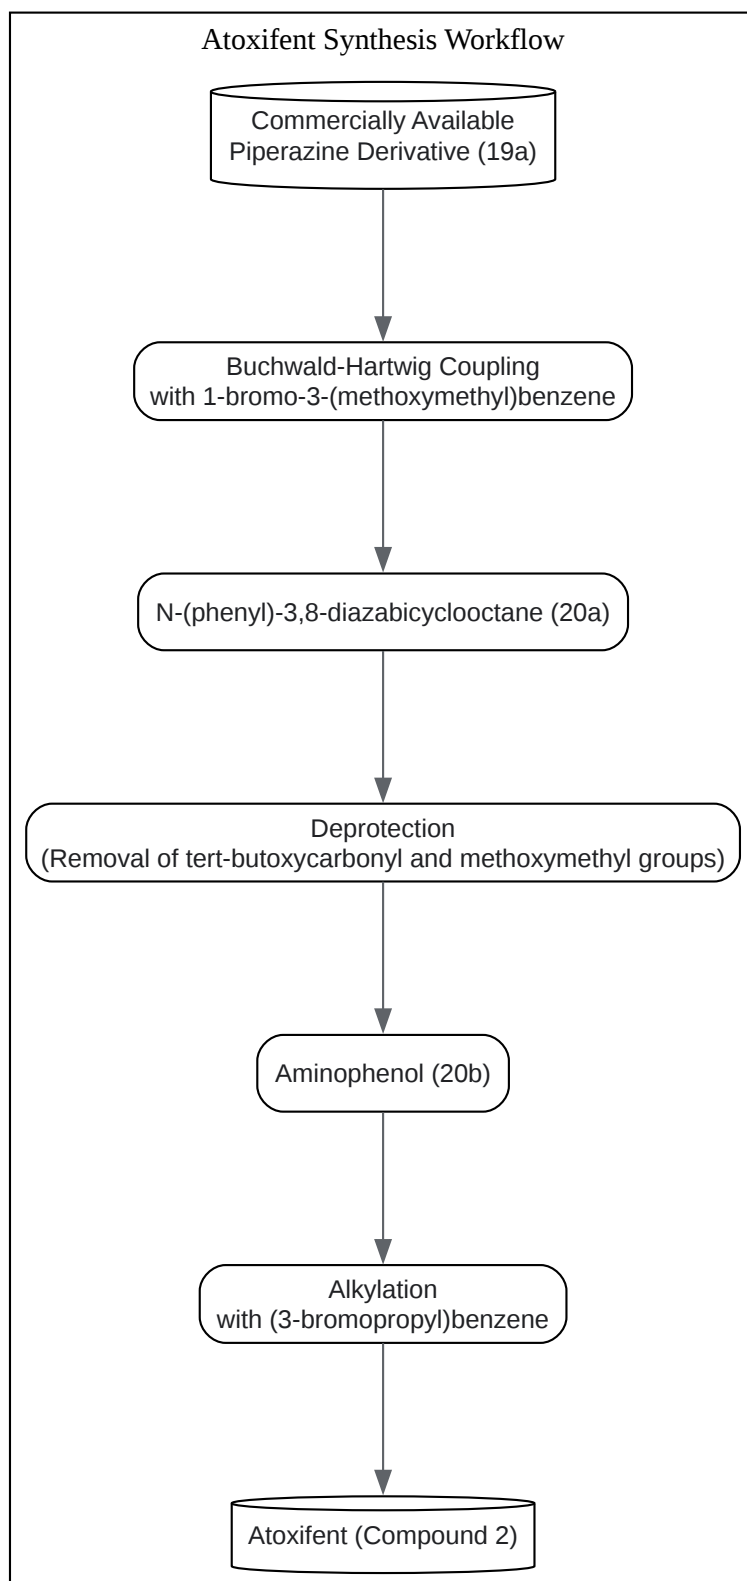 Atoxifent Synthesis Workflow
Commercially Available
Piperazine Derivative (19a)
Buchwald-Hartwig Coupling
with 1-bromo-3-(methoxymethyl)benzene
N-(phenyl)-3,8-diazabicyclooctane (20a)
Deprotection
(Removal of tert-butoxycarbonyl and methoxymethyl groups)
Aminophenol (20b)
Alkylation
with (3-bromopropyl)benzene
Atoxifent (Compound 2)